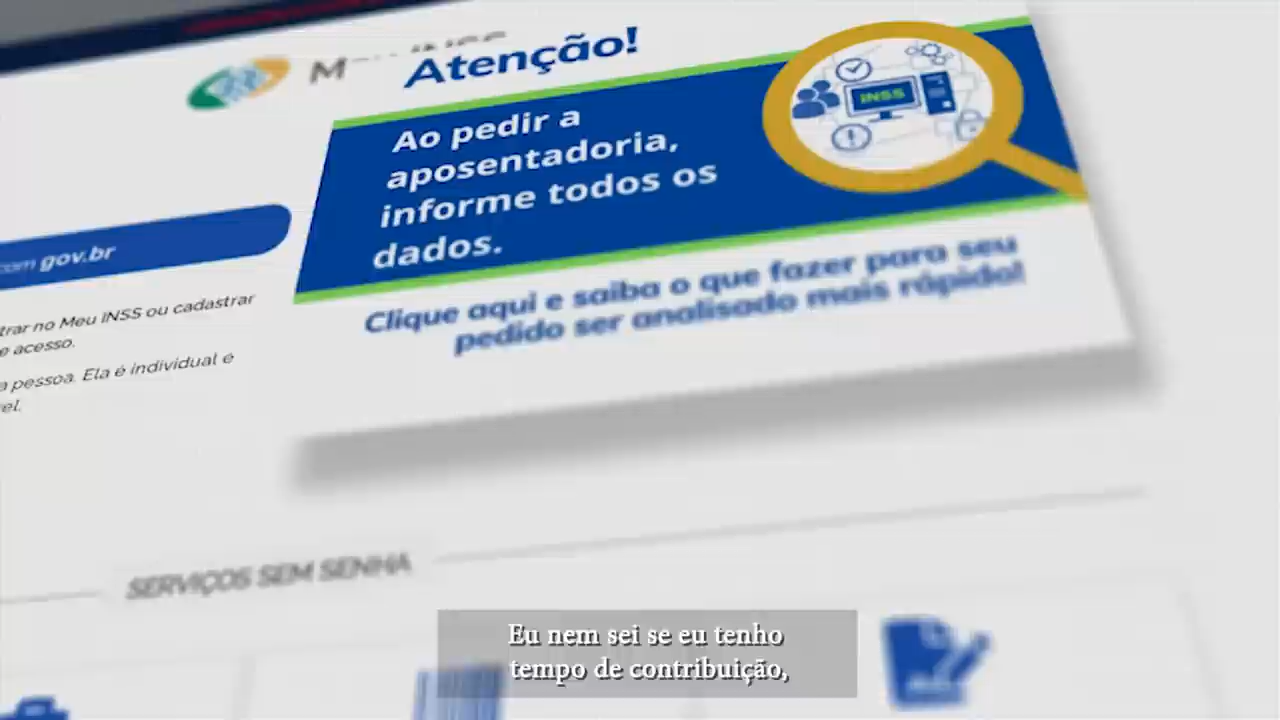 Atenção!
Ao pedir a
aposentadoria,
informe todos os
dados.
INSS
Clique aqui e saiba o que fazer para seu
pedido ser analisado mais rápido!
com gov.br
trar no Meu INSS ou cadastrar
e acesso.
a pessoa. Ela é individual e
SERVIÇOS SEM SENHA
Eu nem sei se eu tenho
tempo de contribuição,